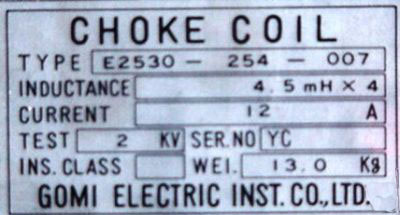 CHOKE COIL
TYPE E2530 - 254 - 007
INDUCTANCE 4.5 mH × 4
CURRENT 12 A
TEST 2 KV SER.NO YC
INS. CLASS WEI. 13.0 Kg
GOMI ELECTRIC INST. CO., LTD.